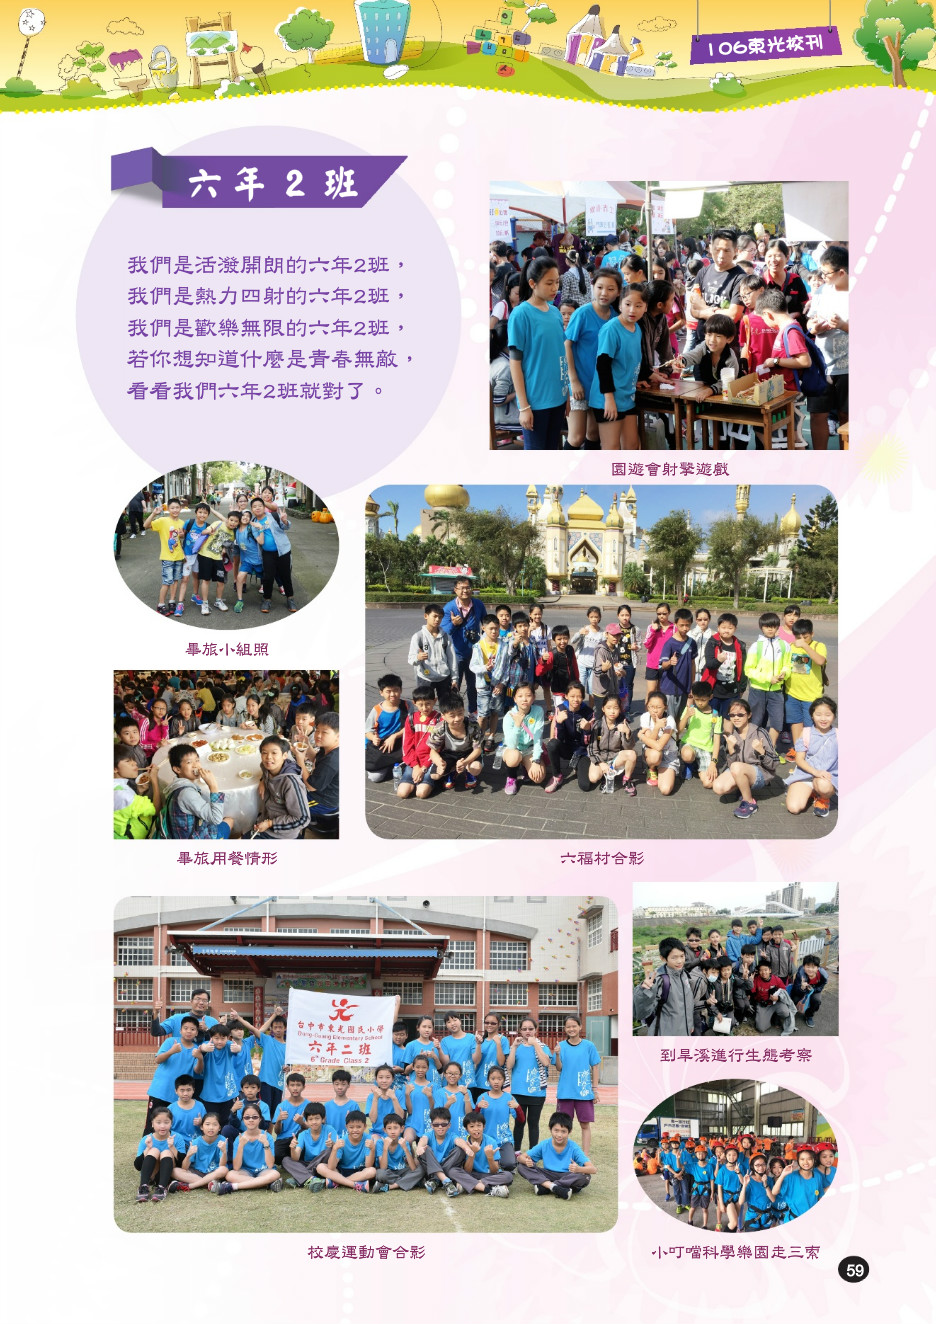 106東光校刊
六年2班
我們是活潑開朗的六年2班，
我們是熱力四射的六年2班，
我們是歡樂無限的六年2班，
若你想知道什麼是青春無敵，
看看我們六年2班就對了。
園遊會射擊遊戲
畢旅小組照
畢旅用餐情形
六福村合影
台中市東光國民小學
Dung-Guang Elementary School
六年二班
6th Grade Class 2
到旱溪進行生態考察
校慶運動會合影
小叮噹科學樂園走三索
59